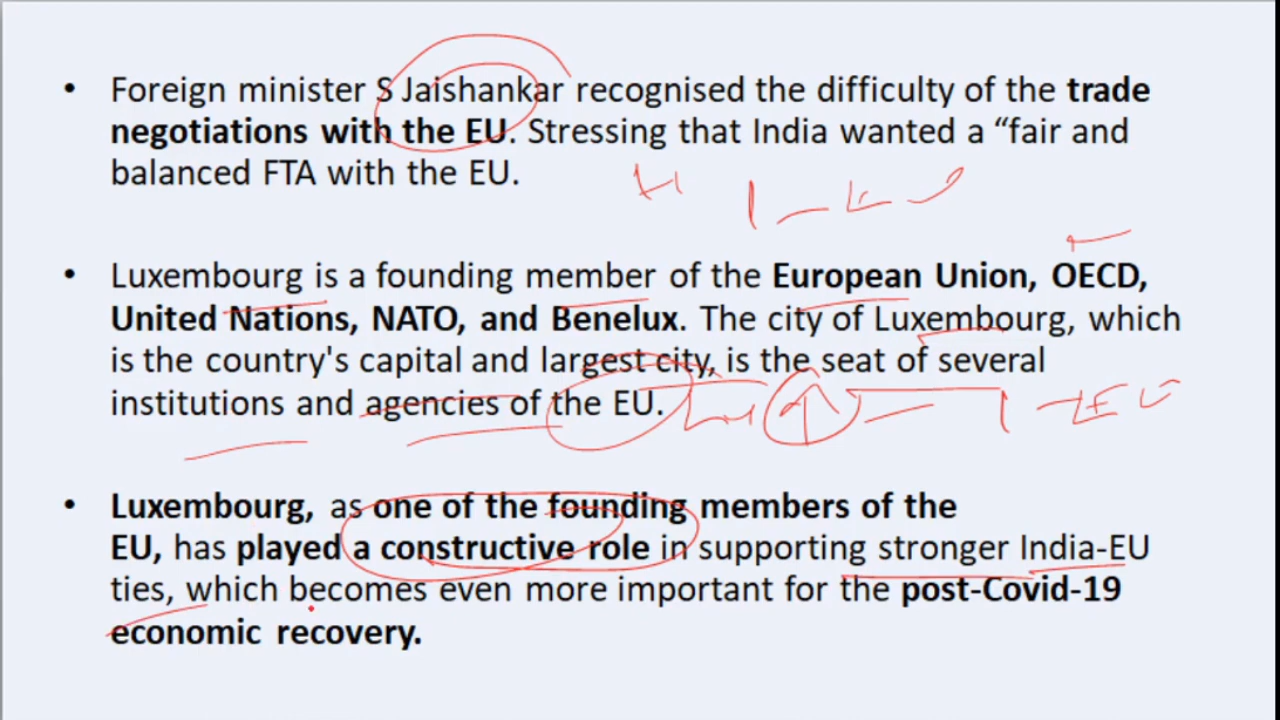 • Foreign minister S Jaishankar recognised the difficulty of the trade
negotiations with the EU. Stressing that India wanted a “fair and
balanced FTA with the EU.
• Luxembourg is a founding member of the European Union, OECD,
United Nations, NATO, and Benelux. The city of Luxembourg, which
is the country's capital and largest city, is the seat of several
institutions and agencies of the EU.
• Luxembourg, as one of the founding members of the
EU, has played a constructive role in supporting stronger India-EU
ties, which becomes even more important for the post-Covid-19
economic recovery.